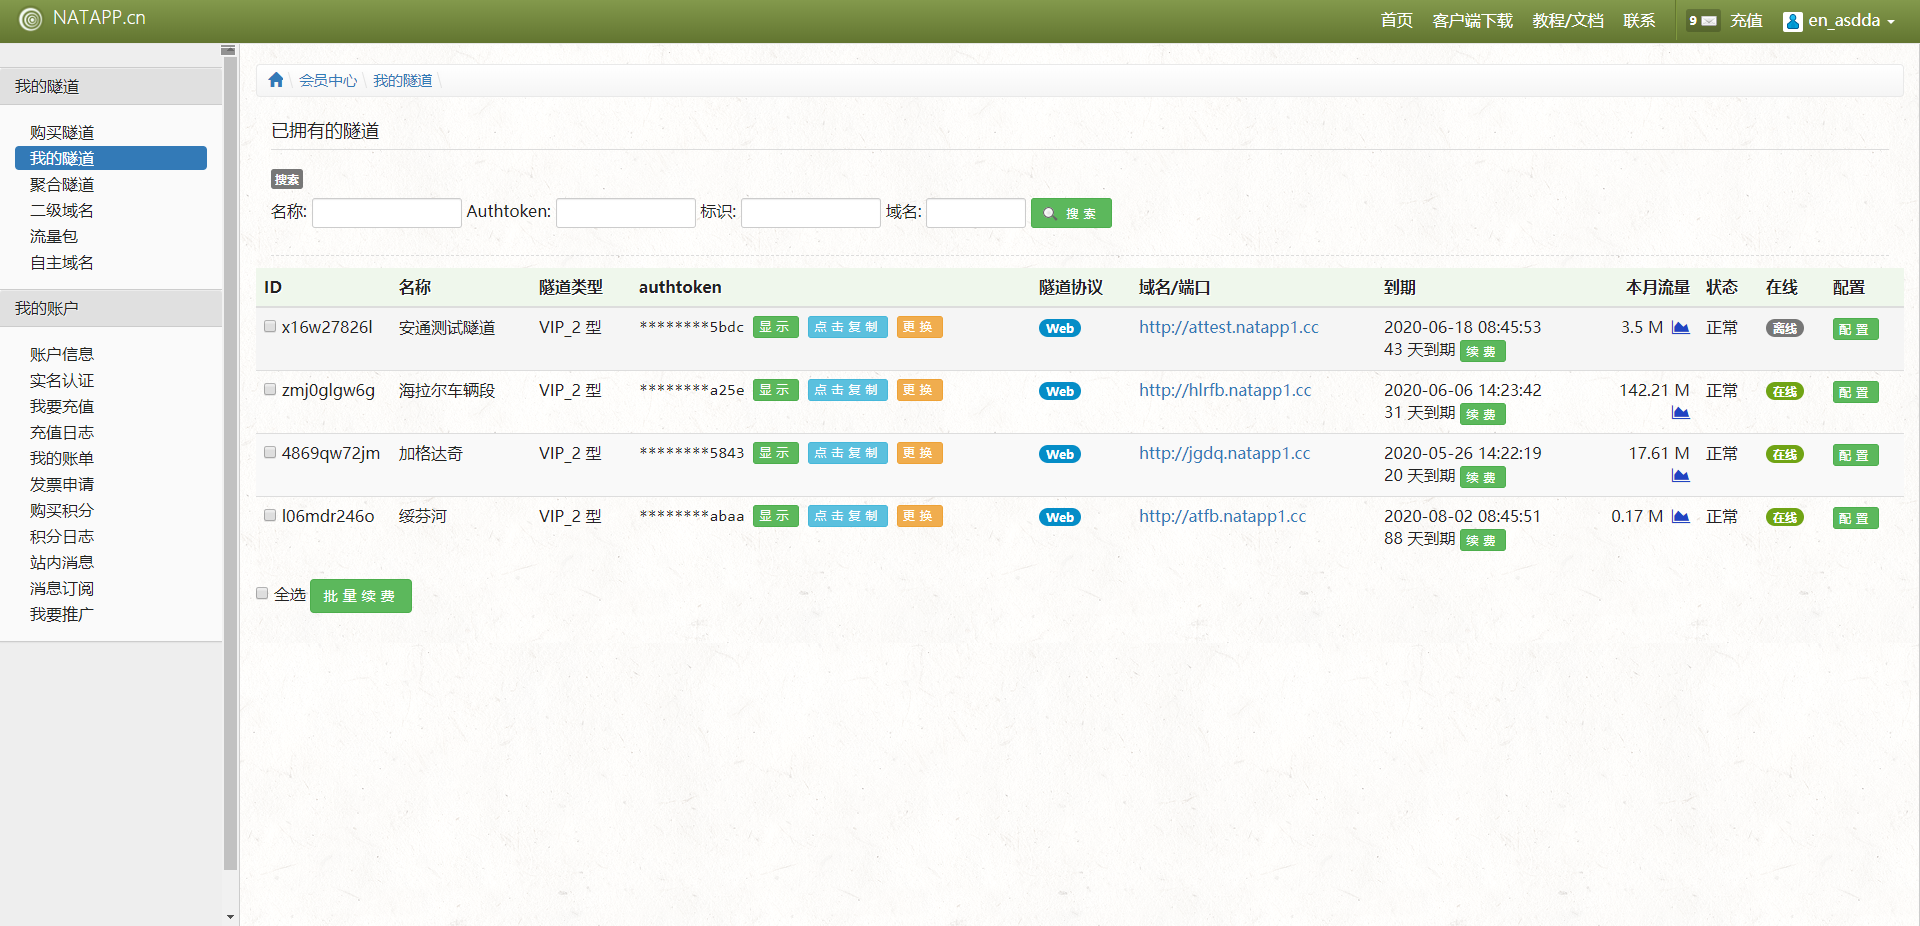 NATAPP.cn
首页 客户端下载 教程/文档 联系 9 充值 en_asdda
我的隧道
购买隧道
我的隧道
聚合隧道
二级域名
流量包
自主域名
我的账户
账户信息
实名认证
我要充值
充值日志
我的账单
发票申请
购买积分
积分日志
站内消息
消息订阅
我要推广
会员中心 \ 我的隧道 \
已拥有的隧道
搜索
名称: Authtoken: 标识: 域名: 搜索
ID 名称 隧道类型 authtoken 隧道协议 域名/端口 到期 本月流量 状态 在线 配置
x16w27826l 安通测试隧道 VIP_2 型 ********5bdc 显示 点击复制 更换 Web http://attest.natapp1.cc 2020-06-18 08:45:53 3.5 M 正常 离线 配置
43 天到期 续费
zmj0glgw6g 海拉尔车辆段 VIP_2 型 ********a25e 显示 点击复制 更换 Web http://hlrfb.natapp1.cc 2020-06-06 14:23:42 142.21 M 正常 在线 配置
31 天到期 续费
4869qw72jm 加格达奇 VIP_2 型 ********5843 显示 点击复制 更换 Web http://jgdq.natapp1.cc 2020-05-26 14:22:19 17.61 M 正常 在线 配置
20 天到期 续费
l06mdr246o 绥芬河 VIP_2 型 ********abaa 显示 点击复制 更换 Web http://atfb.natapp1.cc 2020-08-02 08:45:51 0.17 M 正常 在线 配置
88 天到期 续费
全选 批量续费